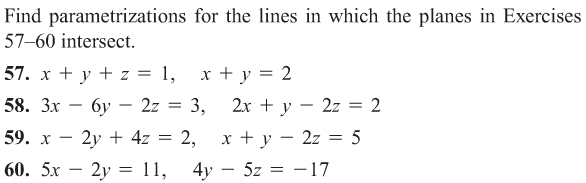 Find parametrizations for the lines in which the planes in Exercises
57–60 intersect.
57. x + y + z = 1, x + y = 2
58. 3x − 6y − 2z = 3, 2x + y − 2z = 2
59. x − 2y + 4z = 2, x + y − 2z = 5
60. 5x − 2y = 11, 4y − 5z = −17